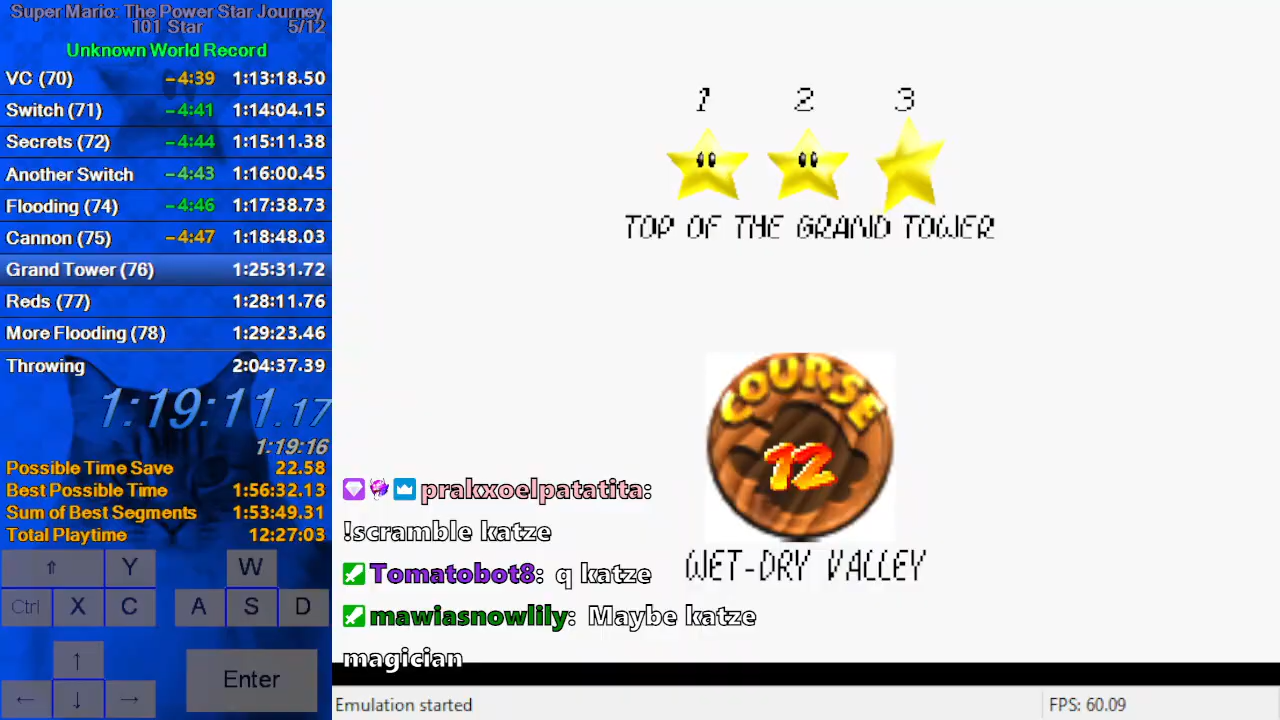 Super Mario: The Power Star Journey
101 Star 5/12
Unknown World Record
VC (70) -4:39 1:13:18.50
Switch (71) -4:41 1:14:04.15
Secrets (72) -4:44 1:15:11.38
Another Switch -4:43 1:16:00.45
Flooding (74) -4:46 1:17:38.73
Cannon (75) -4:47 1:18:48.03
Grand Tower (76) 1:25:31.72
Reds (77) 1:28:11.76
More Flooding (78) 1:29:23.46
Throwing 2:04:37.39
1:19:11.17
1:19:16
Possible Time Save 22.58
Best Possible Time 1:56:32.13
Sum of Best Segments 1:53:49.31
Total Playtime 12:27:03
⇑ Y W
Ctrl X C A S D
↑
← ↓ → Enter
1 2 3
TOP OF THE GRAND TOWER
COURSE
12
WET-DRY VALLEY
prakxoelpatatita:
!scramble katze
Tomatobot8: q katze
mawiasnowlily: Maybe katze
magician
Emulation started FPS: 60.09